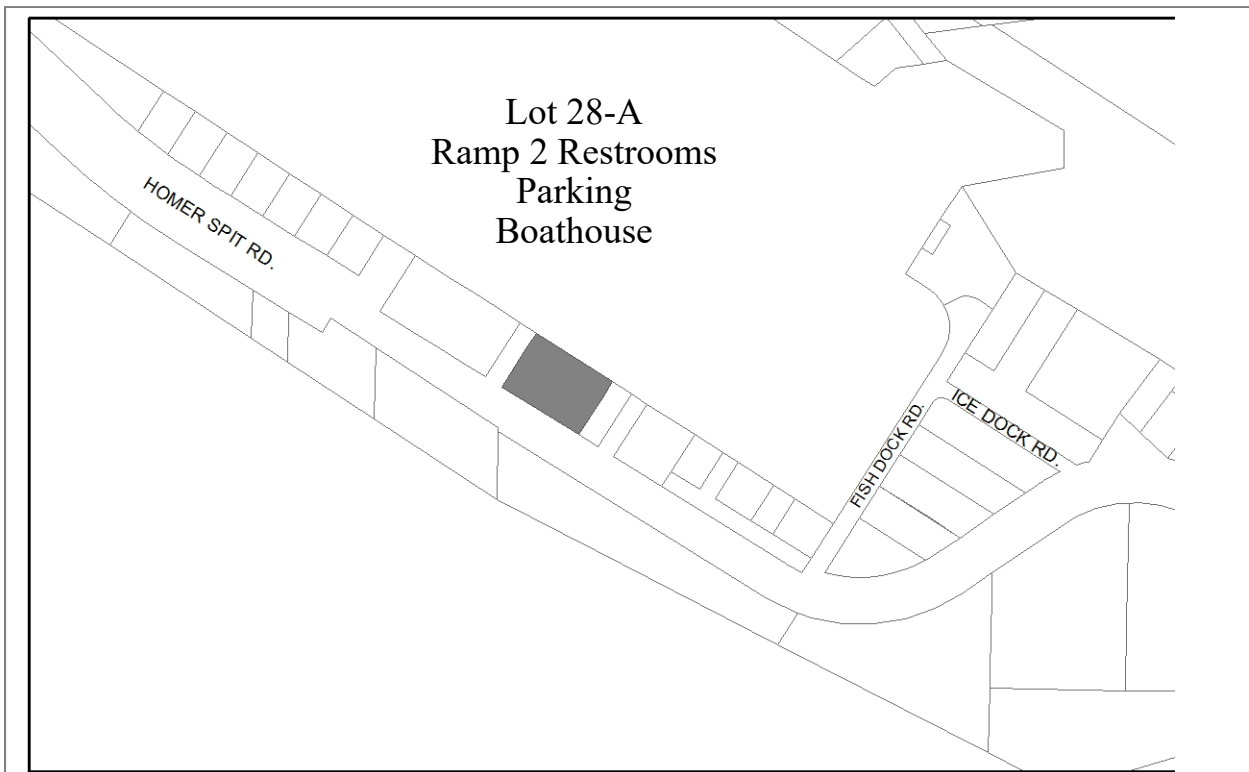 Lot 28-A
Ramp 2 Restrooms
Parking
Boathouse
HOMER SPIT RD.
FISH DOCK RD.
ICE DOCK RD.